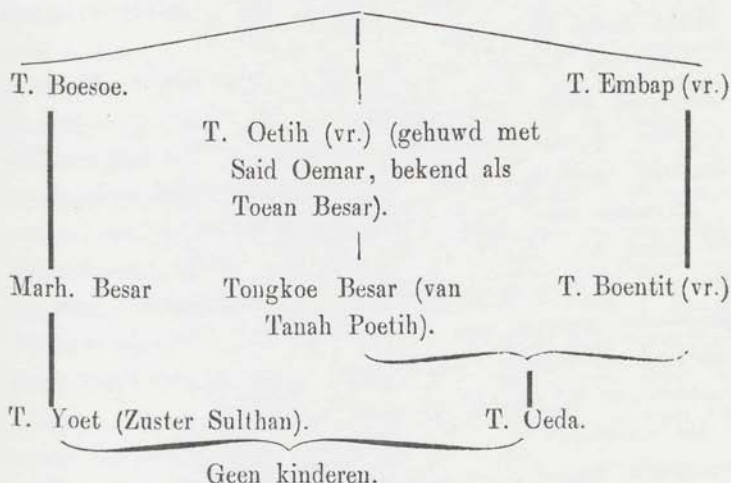 T. Boesoe.
T. Embap (vr.)
T. Oetih (vr.) (gehuwd met
Said Oemar, bekend als
Toean Besar).
Marh. Besar
Tongkoe Besar (van
Tanah Poetih).
T. Boentit (vr.)
T. Yoet (Zuster Sulthan).
T. Oeda.
Geen kinderen.